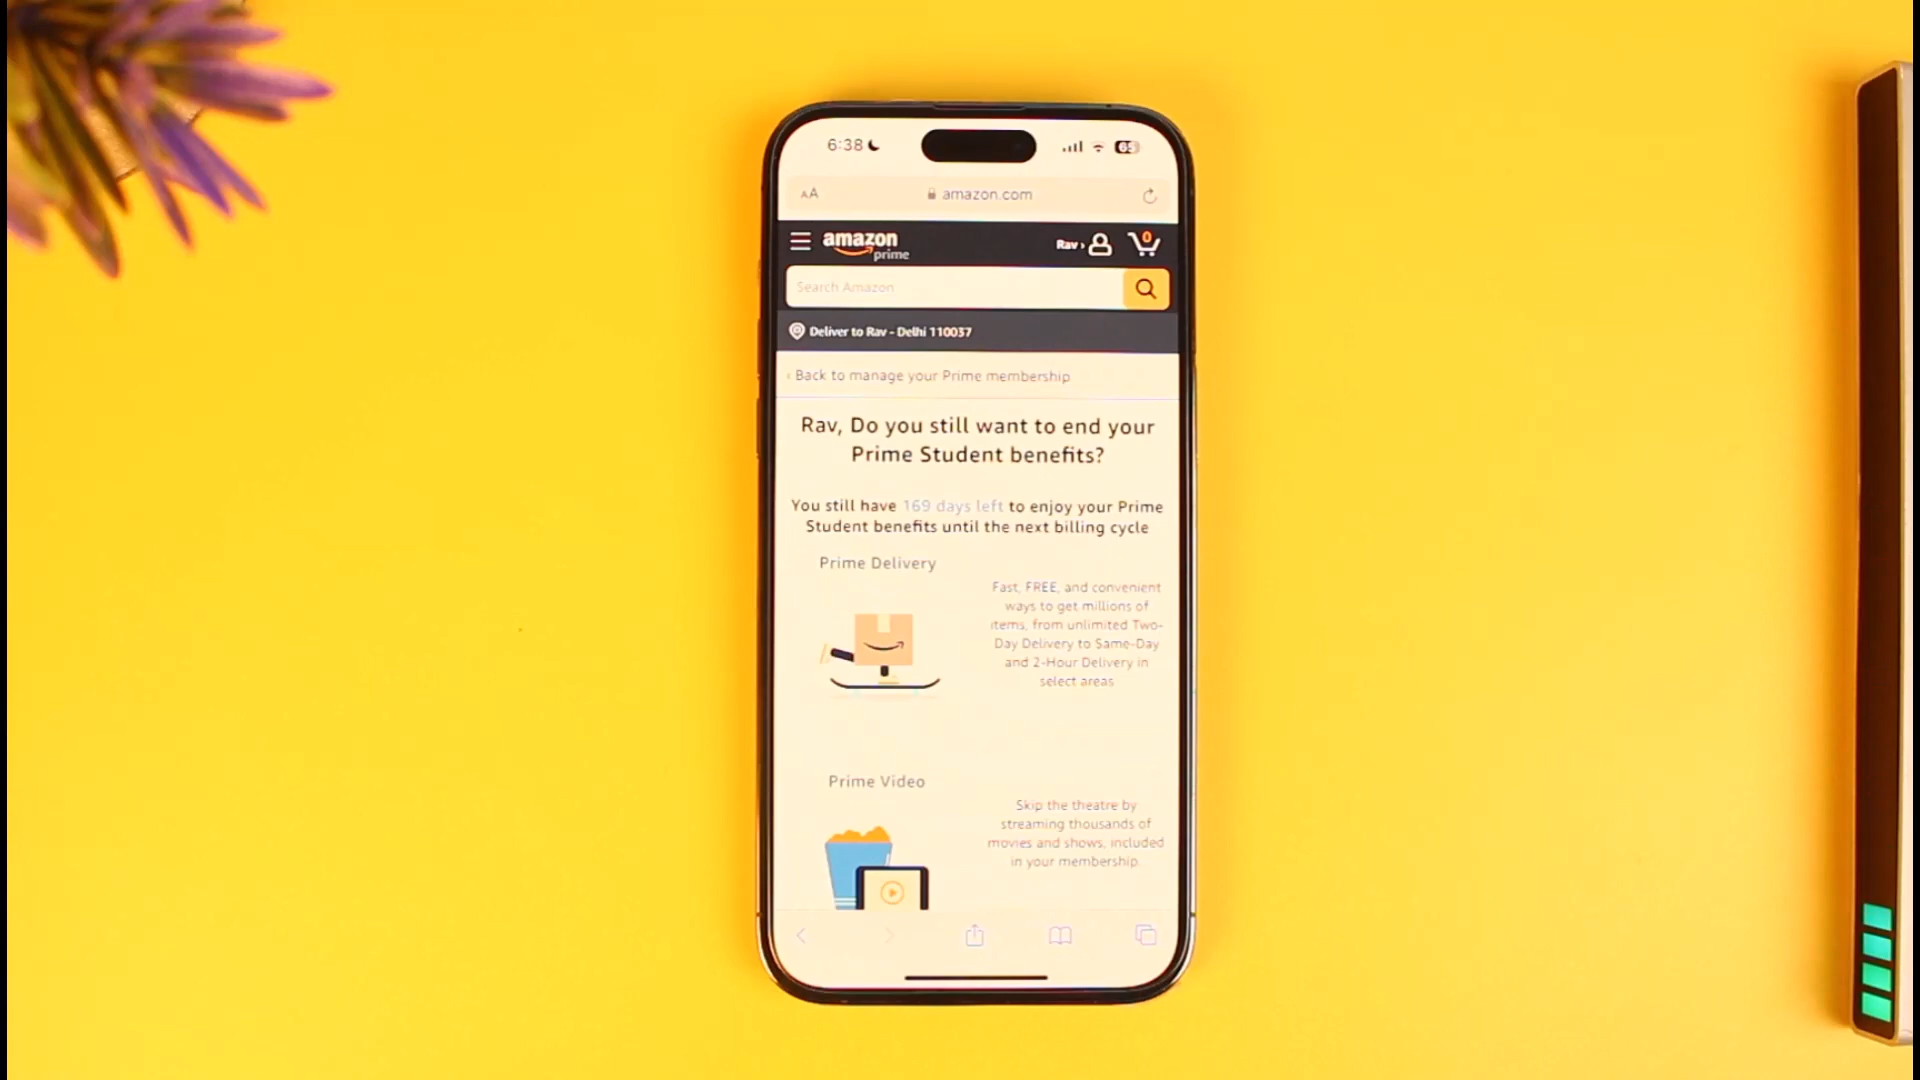 6:38
65
AA
amazon.com
amazon
prime
Rav ›
0
Search Amazon
Deliver to Rav - Delhi 110037
‹ Back to manage your Prime membership
Rav, Do you still want to end your
Prime Student benefits?
You still have 169 days left to enjoy your Prime
Student benefits until the next billing cycle
Prime Delivery
Fast, FREE, and convenient
ways to get millions of
items, from unlimited Two-
Day Delivery to Same-Day
and 2-Hour Delivery in
select areas
Prime Video
Skip the theatre by
streaming thousands of
movies and shows, included
in your membership